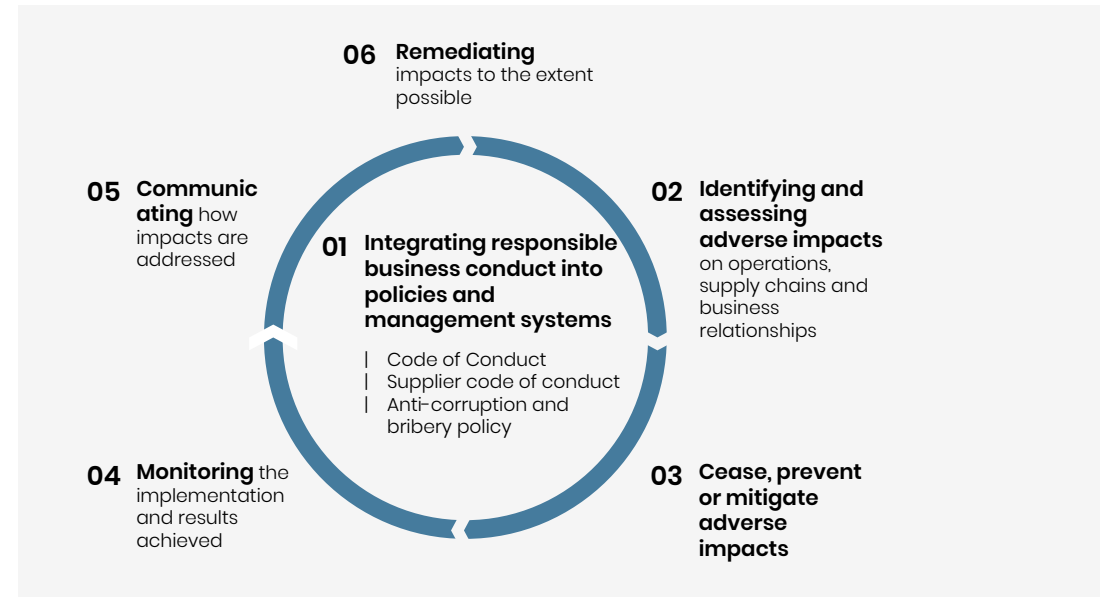 06 Remediating
impacts to the extent
possible
05 Communic
ating how
impacts are
addressed
01 Integrating responsible
business conduct into
policies and
management systems
| Code of Conduct
| Supplier code of conduct
| Anti-corruption and
bribery policy
02 Identifying and
assessing
adverse impacts
on operations,
supply chains and
business
relationships
04 Monitoring the
implementation
and results
achieved
03 Cease, prevent
or mitigate
adverse
impacts